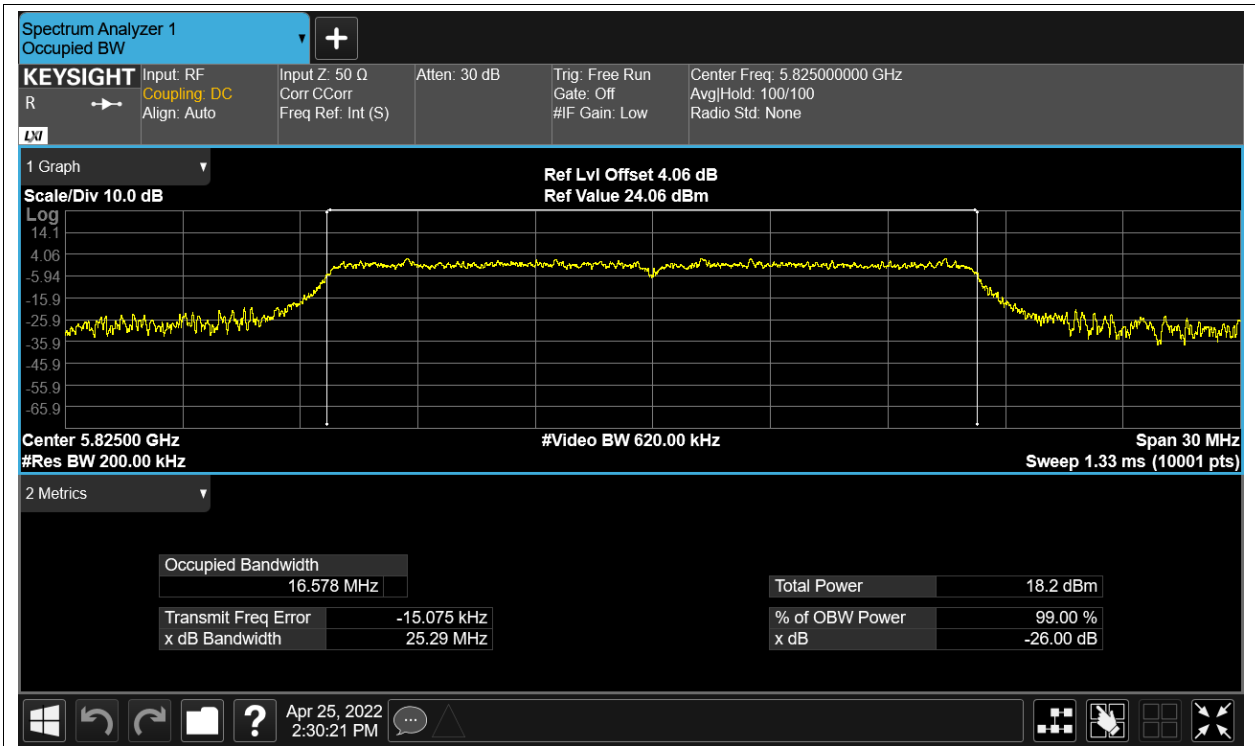 Spectrum Analyzer 1
Occupied BW
KEYSIGHT
R
LXI
Input: RF
Coupling: DC
Align: Auto
Input Z: 50 Ω
Corr CCorr
Freq Ref: Int (S)
Atten: 30 dB
Trig: Free Run
Gate: Off
#IF Gain: Low
Center Freq: 5.825000000 GHz
Avg|Hold: 100/100
Radio Std: None
1 Graph
Scale/Div 10.0 dB
Ref Lvl Offset 4.06 dB
Ref Value 24.06 dBm
Log
14.1
4.06
-5.94
-15.9
-25.9
-35.9
-45.9
-55.9
-65.9
Center 5.82500 GHz
#Video BW 620.00 kHz
Span 30 MHz
#Res BW 200.00 kHz
Sweep 1.33 ms (10001 pts)
2 Metrics
Occupied Bandwidth
16.578 MHz
Transmit Freq Error -15.075 kHz
x dB Bandwidth 25.29 MHz
Total Power 18.2 dBm
% of OBW Power 99.00 %
x dB -26.00 dB
?
Apr 25, 2022
2:30:21 PM